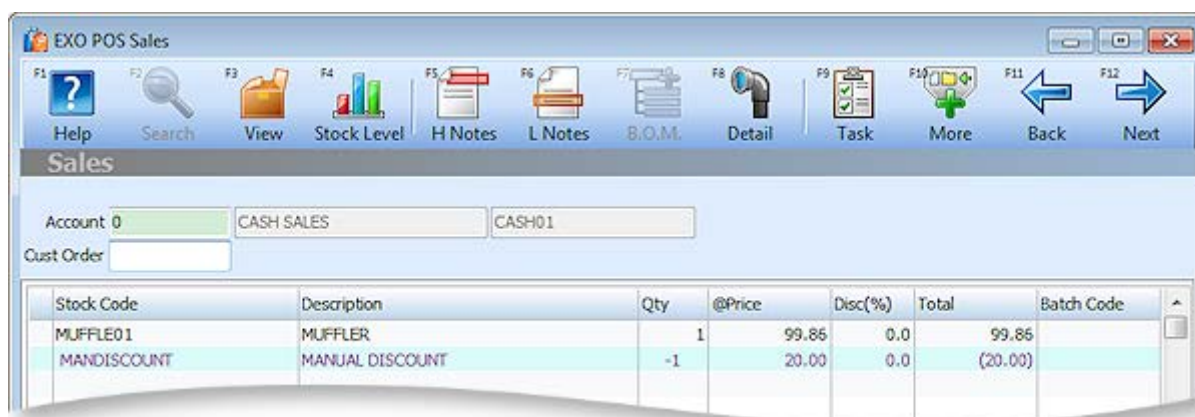 EXO POS Sales
F1 F2 F3 F4 F5 F6 F7 F8 F9 F10 F11 F12
Help Search View Stock Level H Notes L Notes B.O.M. Detail Task More Back Next
Sales
Account 0 CASH SALES CASH01
Cust Order
Stock Code Description Qty @Price Disc(%) Total Batch Code
MUFFLE01 MUFFLER 1 99.86 0.0 99.86
MANDISCOUNT MANUAL DISCOUNT -1 20.00 0.0 (20.00)